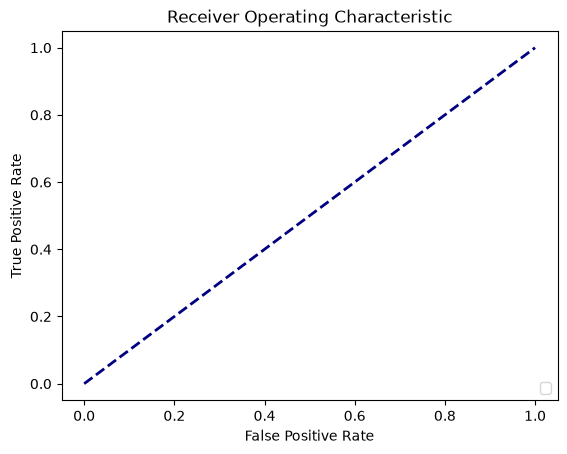 Receiver Operating Characteristic
1.0
0.8
0.6
0.4
0.2
0.0
True Positive Rate
0.0 0.2 0.4 0.6 0.8 1.0
False Positive Rate